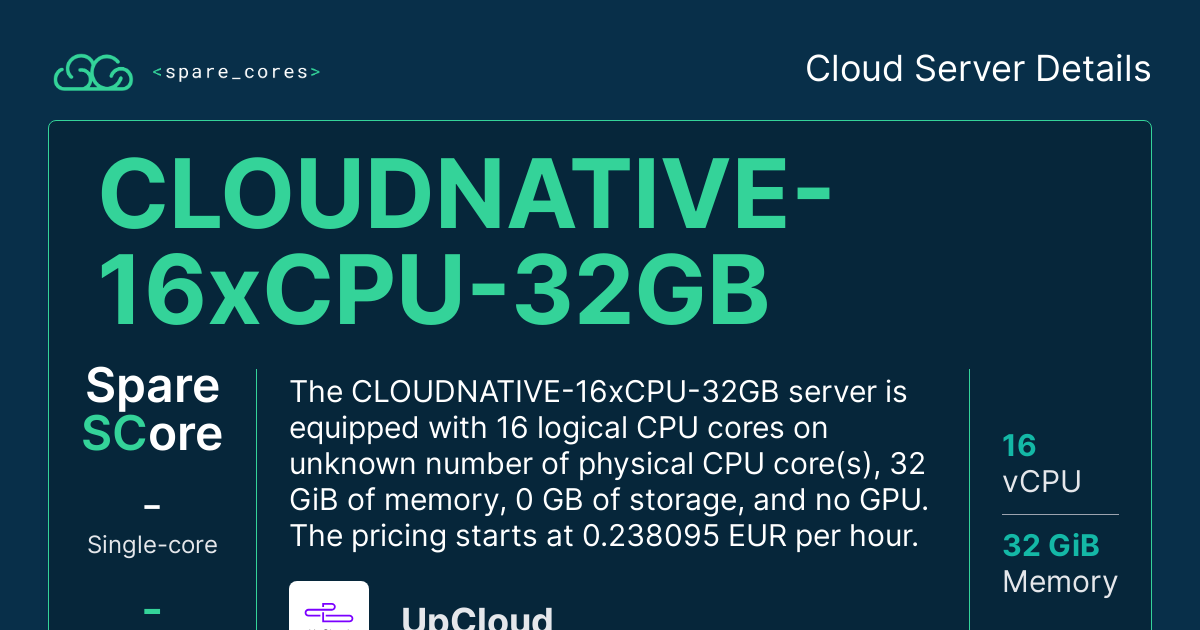 <spare_cores>
Cloud Server Details
CLOUDNATIVE-
16xCPU-32GB
Spare
SCore
-
Single-core
-
The CLOUDNATIVE-16xCPU-32GB server is
equipped with 16 logical CPU cores on
unknown number of physical CPU core(s), 32
GiB of memory, 0 GB of storage, and no GPU.
The pricing starts at 0.238095 EUR per hour.
UpCloud
16
vCPU
32 GiB
Memory